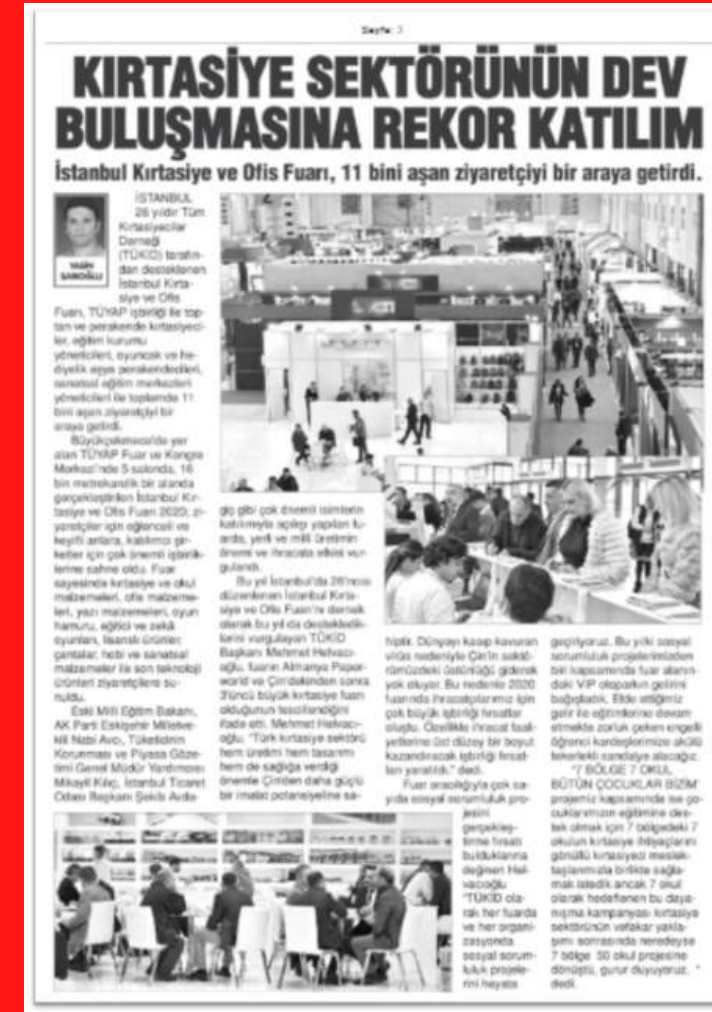 Sayfa: 3
KIRTASİYE SEKTÖRÜNÜN DEV
BULUŞMASINA REKOR KATILIM
İstanbul Kırtasiye ve Ofis Fuarı, 11 bini aşan ziyaretçiyi bir araya getirdi.
YASİN
SARIOĞLU
İSTANBUL
26 yıldır Tüm
Kırtasiyeciler
Derneği
(TÜKİD) tarafın-
dan desteklenen
İstanbul Kırta-
siye ve Ofis
Fuarı, TÜYAP işbirliği ile top-
tan ve perakende kırtasiyeci-
ler, eğitim kurumu
yöneticileri, oyuncak ve he-
diyelik eşya perakendecileri,
sanatsal eğitim merkezleri
yöneticileri ile toplamda 11
bini aşan ziyaretçiyi bir
araya getirdi.
Büyükçekmece'de yer
alan TÜYAP Fuar ve Kongre
Merkezi'nde 5 salonda, 16
bin metrekarelik bir alanda
gerçekleştirilen İstanbul Kır-
tasiye ve Ofis Fuarı 2020, zi-
yaretçiler için eğlenceli ve
keyifli anlara, katılımcı şir-
ketler için çok önemli işbirlik-
lerine sahne oldu. Fuar
sayesinde kırtasiye ve okul
malzemeleri, ofis malzeme-
leri, yazı malzemeleri, oyun
hamuru, eğitici ve zekâ
oyunları, lisanslı ürünler,
çantalar, hobi ve sanatsal
malzemeler ile son teknoloji
ürünleri ziyaretçilere su-
nuldu.
Eski Milli Eğitim Bakanı,
AK Parti Eskişehir Milletve-
kili Nabi Avcı, Tüketicinin
Korunması ve Piyasa Göze-
timi Genel Müdür Yardımcısı
Mikayil Kılıç, İstanbul Ticaret
Odası Başkanı Şekib Avda-
giç gibi çok önemli isimlerin
katılımıyla açılışı yapılan fu-
arda, yerli ve milli üretimin
önemi ve ihracata etkisi vur-
gulandı.
Bu yıl İstanbul'da 26'ncısı
düzenlenen İstanbul Kırta-
siye ve Ofis Fuarı'nı dernek
olarak bu yıl da destekledik-
lerini vurgulayan TÜKİD
Başkanı Mehmet Helvacı-
oğlu, fuarın Almanya Paper-
world ve Çin'dekinden sonra
3'üncü büyük kırtasiye fuarı
olduğunun tescillendiğini
ifade etti. Mehmet Helvacı-
oğlu, "Türk kırtasiye sektörü
hem üretimi hem tasarımı
hem de sağlığa verdiği
önemle Çin'den daha güçlü
bir imalat potansiyeline sa-
hiptir. Dünyayı kasıp kavuran
virüs nedeniyle Çin'in sektö-
rümüzdeki üstünlüğü giderek
yok oluyor. Bu nedenle 2020
fuarında ihracatçılarımız için
çok büyük işbirliği fırsatlar
oluştu. Özellikle ihracat faali-
yetlerine üst düzey bir boyut
kazandıracak işbirliği fırsat-
ları yaratıldı." dedi.
Fuar aracılığıyla çok sa-
yıda sosyal sorumluluk pro-
jesini
gerçekleş-
tirme fırsatı
bulduklarına
değinen Hel-
vacıoğlu
"TÜKİD ola-
rak her fuarda
ve her organi-
zasyonda
sosyal sorum-
luluk projele-
rini hayata
geçiriyoruz. Bu yılki sosyal
sorumluluk projelerimizden
biri kapsamında fuar alanın-
daki VIP otoparkın gelirini
bağışladık. Elde ettiğimiz
gelir ile eğitimlerine devam
etmekte zorluk çeken engelli
öğrenci kardeşlerimize akülü
tekerlekli sandalye alacağız.
"7 BÖLGE 7 OKUL,
BÜTÜN ÇOCUKLAR BİZİM'
projemiz kapsamında ise ço-
cuklarımızın eğitimine des-
tek olmak için 7 bölgedeki 7
okulun kırtasiye ihtiyaçlarını
gönüllü kırtasiyeci meslek-
taşlarımızla birlikte sağla-
mak istedik ancak 7 okul
olarak hedeflenen bu daya-
nışma kampanyası kırtasiye
sektörünün vefakar yakla-
şımı sonrasında neredeyse
7 bölge 50 okul projesine
dönüştü, gurur duyuyoruz. "
dedi.